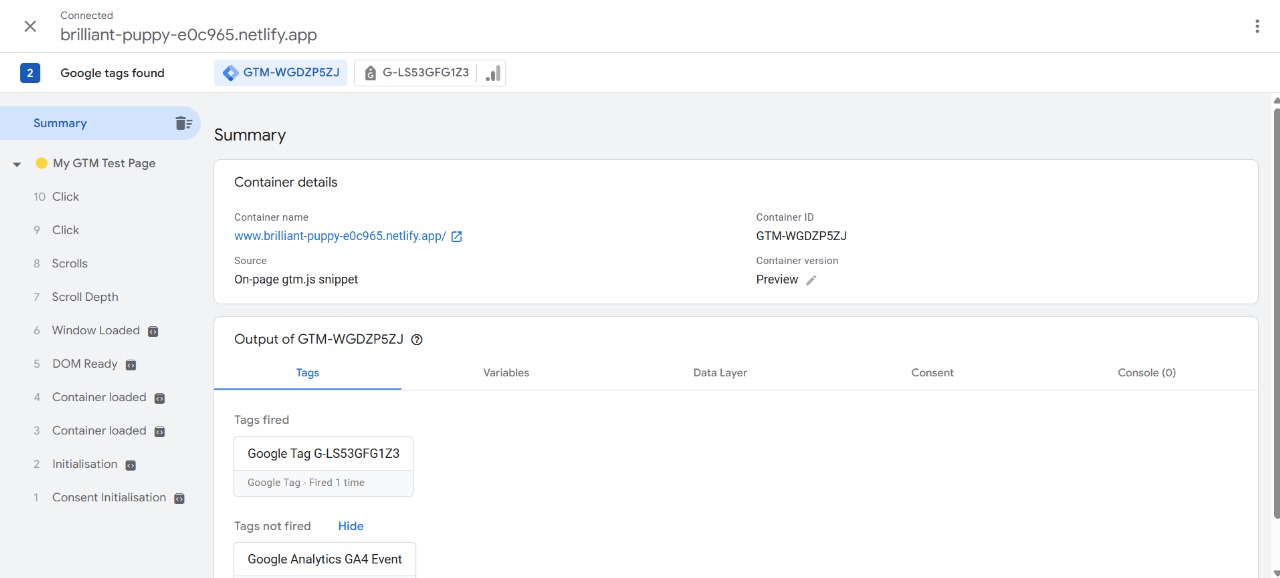 Connected
brilliant-puppy-e0c965.netlify.app
2 Google tags found GTM-WGDZP5ZJ G-LS53GFG1Z3
Summary
My GTM Test Page
10 Click
9 Click
8 Scrolls
7 Scroll Depth
6 Window Loaded
5 DOM Ready
4 Container loaded
3 Container loaded
2 Initialisation
1 Consent Initialisation
Summary
Container details
Container name
www.brilliant-puppy-e0c965.netlify.app/
Container ID
GTM-WGDZP5ZJ
Source
On-page gtm.js snippet
Container version
Preview
Output of GTM-WGDZP5ZJ
Tags Variables Data Layer Consent Console (0)
Tags fired
Google Tag G-LS53GFG1Z3
Google Tag - Fired 1 time
Tags not fired Hide
Google Analytics GA4 Event